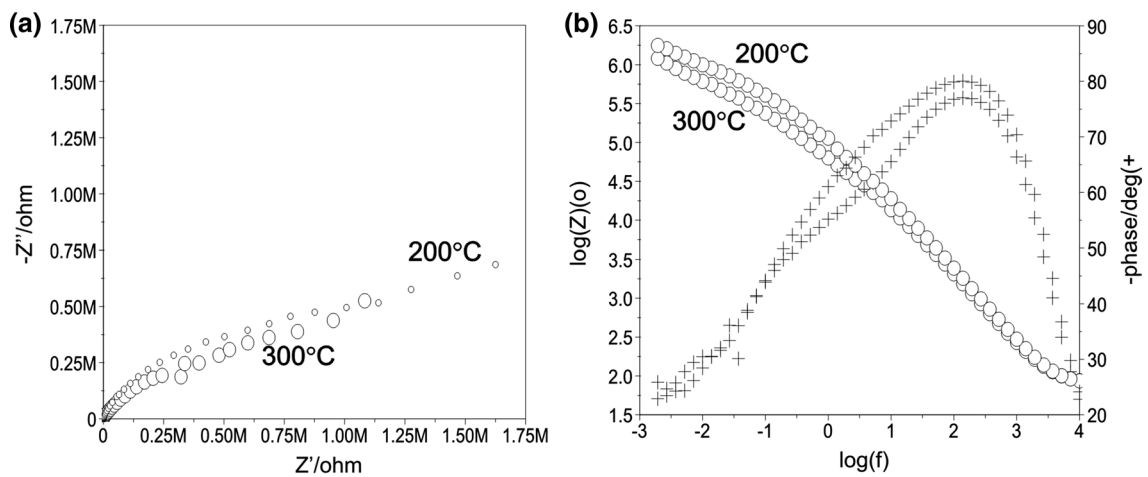 (a)
1.75M
1.50M
1.25M
1.00M
0.75M
0.50M
0.25M
0
-Z"/ohm
200°C
300°C
0 0.25M 0.50M 0.75M 1.00M 1.25M 1.50M 1.75M
Z'/ohm
(b)
6.5
6.0
5.5
5.0
4.5
4.0
3.5
3.0
2.5
2.0
1.5
log(Z)(o)
200°C
300°C
90
80
70
60
50
40
30
20
-phase/deg(+
-3 -2 -1 0 1 2 3 4
log(f)